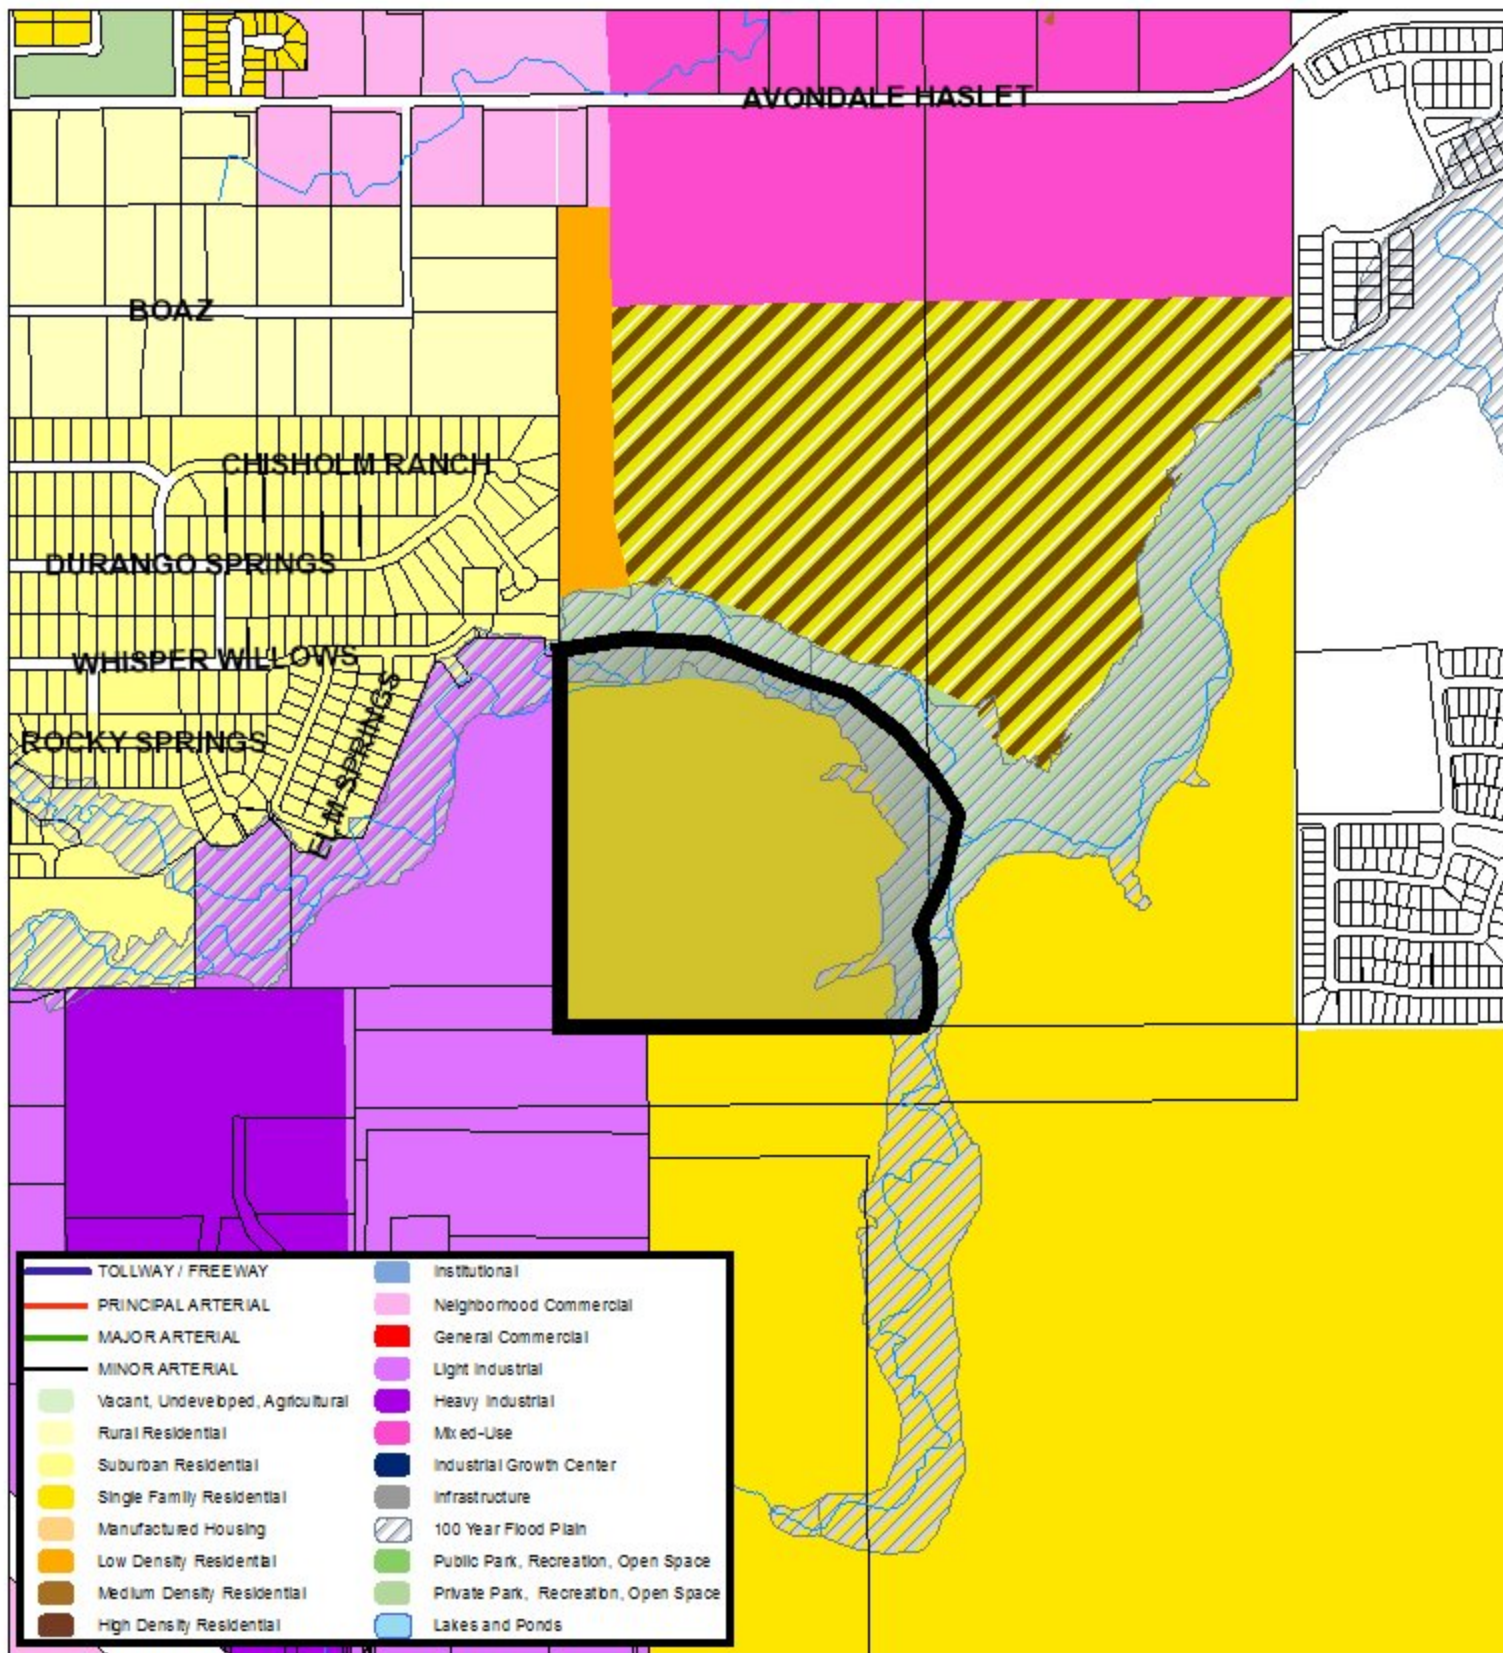 AVONDALE HASLET
BOAZ
CHISHOLM RANCH
DURANGO SPRINGS
WHISPER WILLOWS
ELM SPRINGS
ROCKY SPRINGS
TOLLWAY / FREEWAY
PRINCIPAL ARTERIAL
MAJOR ARTERIAL
MINOR ARTERIAL
Vacant, Undeveloped, Agricultural
Rural Residential
Suburban Residential
Single Family Residential
Manufactured Housing
Low Density Residential
Medium Density Residential
High Density Residential
Institutional
Neighborhood Commercial
General Commercial
Light Industrial
Heavy Industrial
Mixed-Use
Industrial Growth Center
Infrastructure
100 Year Flood Plain
Public Park, Recreation, Open Space
Private Park, Recreation, Open Space
Lakes and Ponds